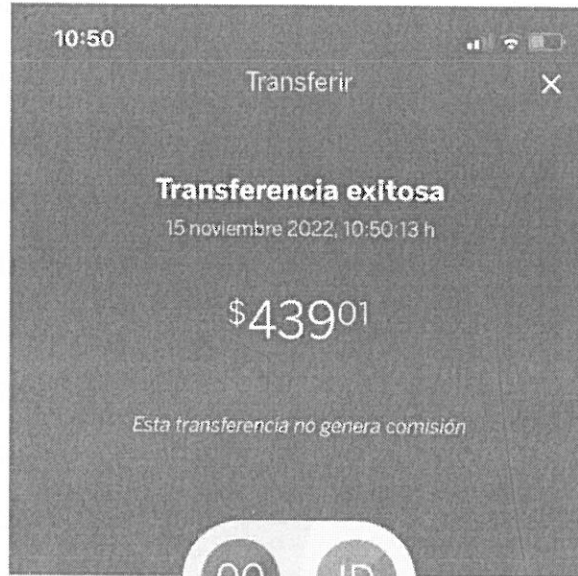 10:50
Transferir
Transferencia exitosa
15 noviembre 2022, 10:50:13 h
$43901
Esta transferencia no genera comisión